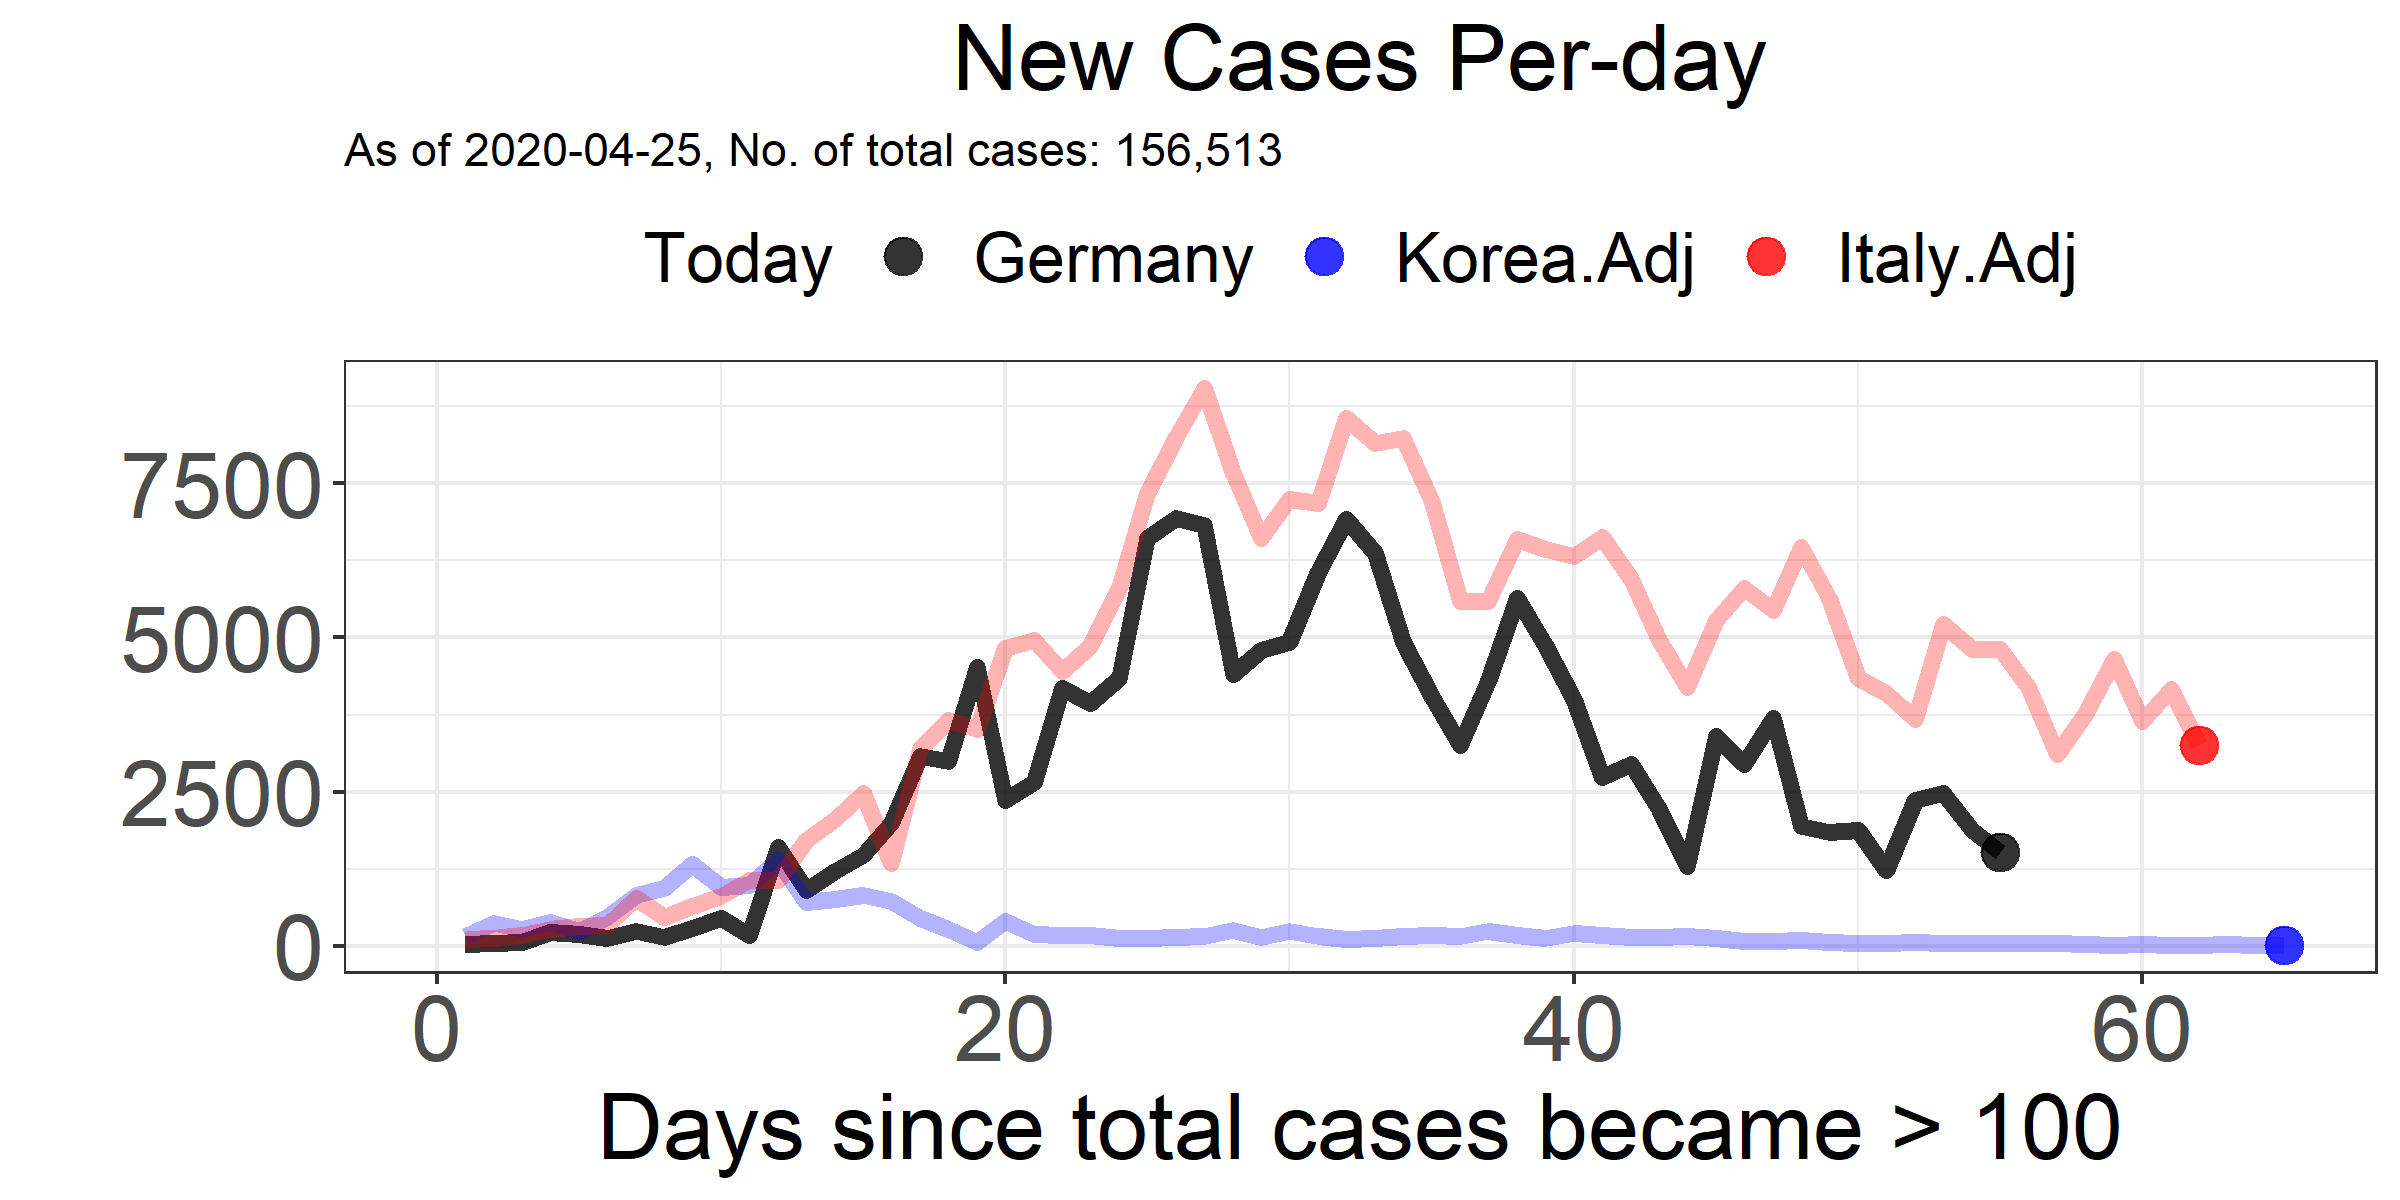 New Cases Per-day
As of 2020-04-25, No. of total cases: 156,513
Today Germany Korea.Adj Italy.Adj
7500
5000
2500
0
0 20 40 60
Days since total cases became > 100